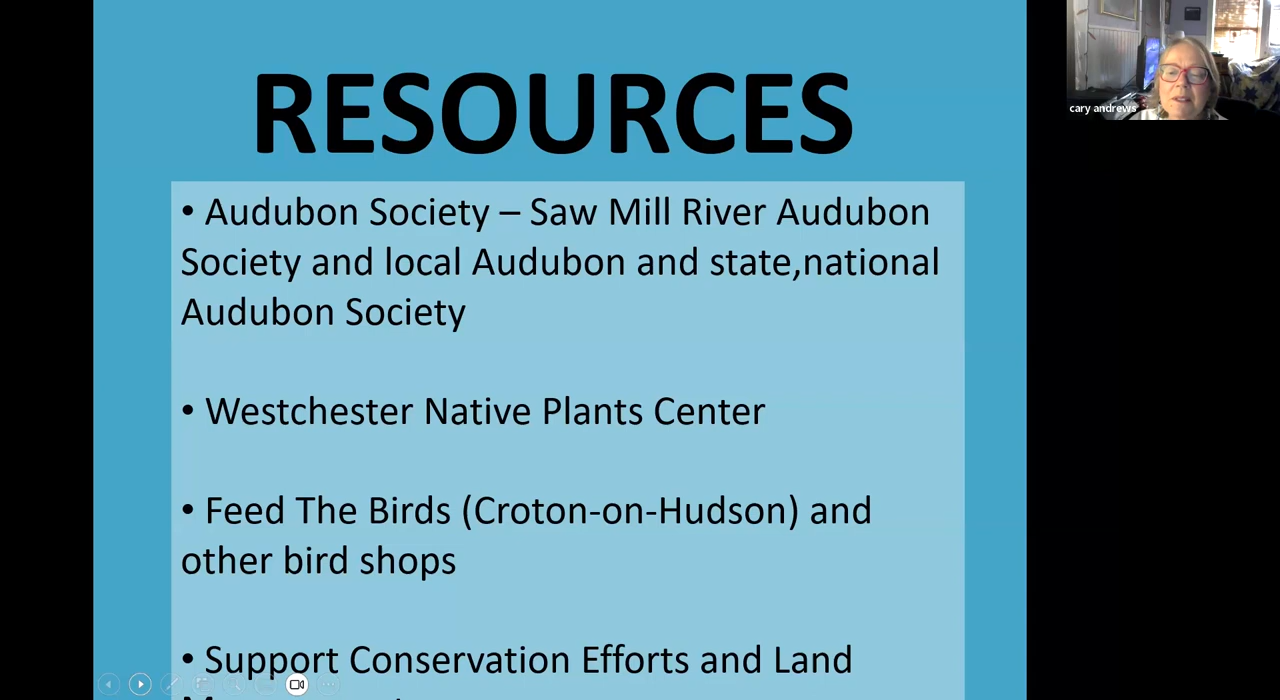 RESOURCES
• Audubon Society – Saw Mill River Audubon
Society and local Audubon and state,national
Audubon Society
• Westchester Native Plants Center
• Feed The Birds (Croton-on-Hudson) and
other bird shops
• Support Conservation Efforts and Land
cary andrews